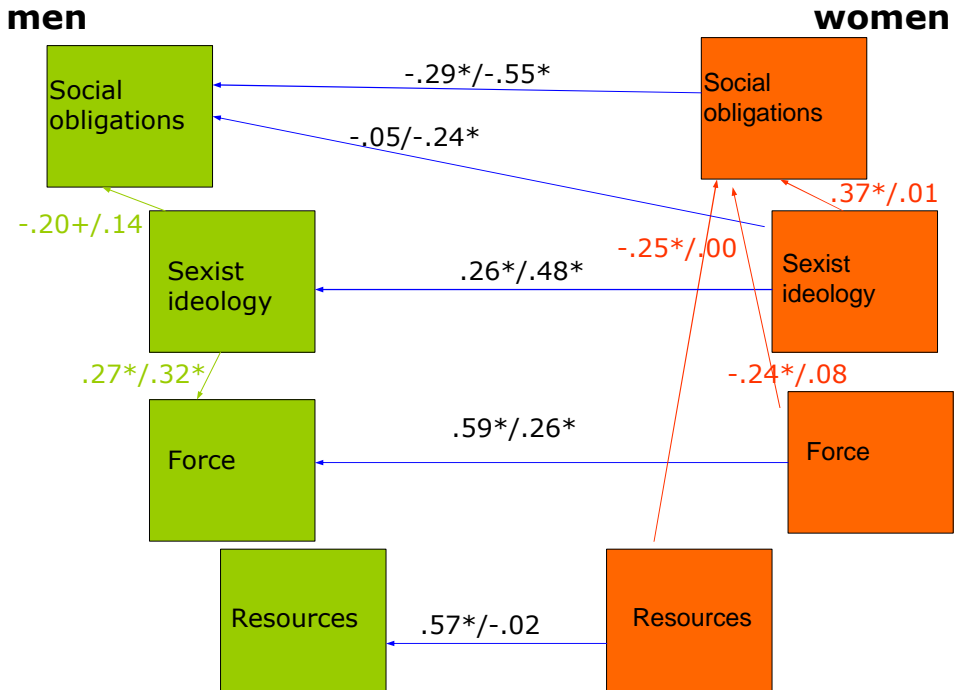 men
women
Social
obligations
-.29*/-.55*
Social
obligations
-.05/-.24*
.37*/.01
-.20+/.14
-.25*/.00
Sexist
ideology
.26*/.48*
Sexist
ideology
.27*/.32*
-.24*/.08
Force
.59*/.26*
Force
Resources
.57*/-.02
Resources